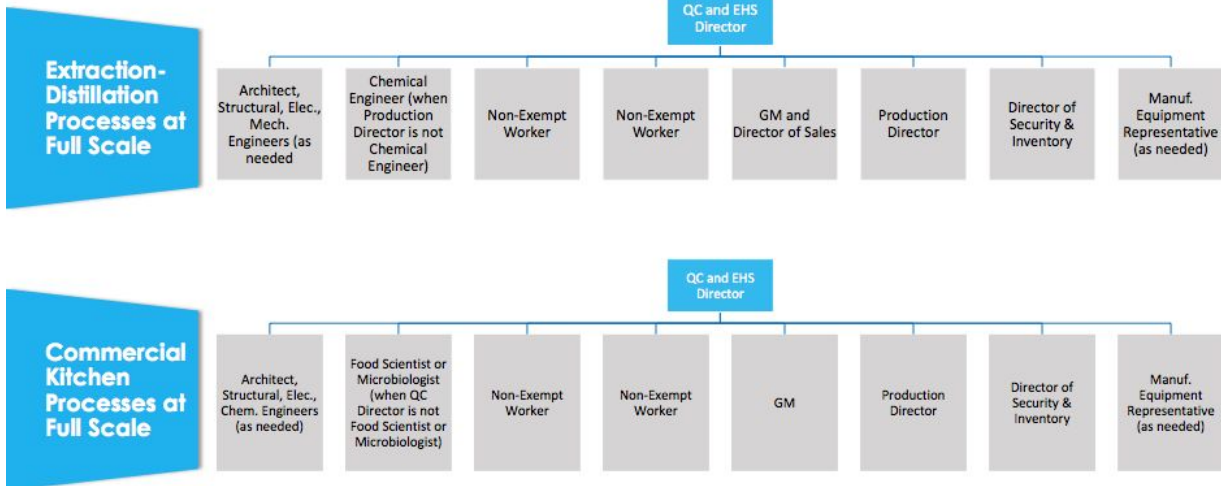 QC and EHS
Director
Extraction-
Distillation
Processes at
Full Scale
Architect,
Structural, Elec.,
Mech.
Engineers (as
needed
Chemical
Engineer (when
Production
Director is not
Chemical
Engineer)
Non-Exempt
Worker
Non-Exempt
Worker
GM and
Director of Sales
Production
Director
Director of
Security &
Inventory
Manuf.
Equipment
Representative
(as needed)
QC and EHS
Director
Commercial
Kitchen
Processes at
Full Scale
Architect,
Structural, Elec.,
Chem. Engineers
(as needed)
Food Scientist or
Microbiologist
(when QC
Director is not
Food Scientist or
Microbiologist)
Non-Exempt
Worker
Non-Exempt
Worker
GM
Production
Director
Director of
Security &
Inventory
Manuf.
Equipment
Representative
(as needed)